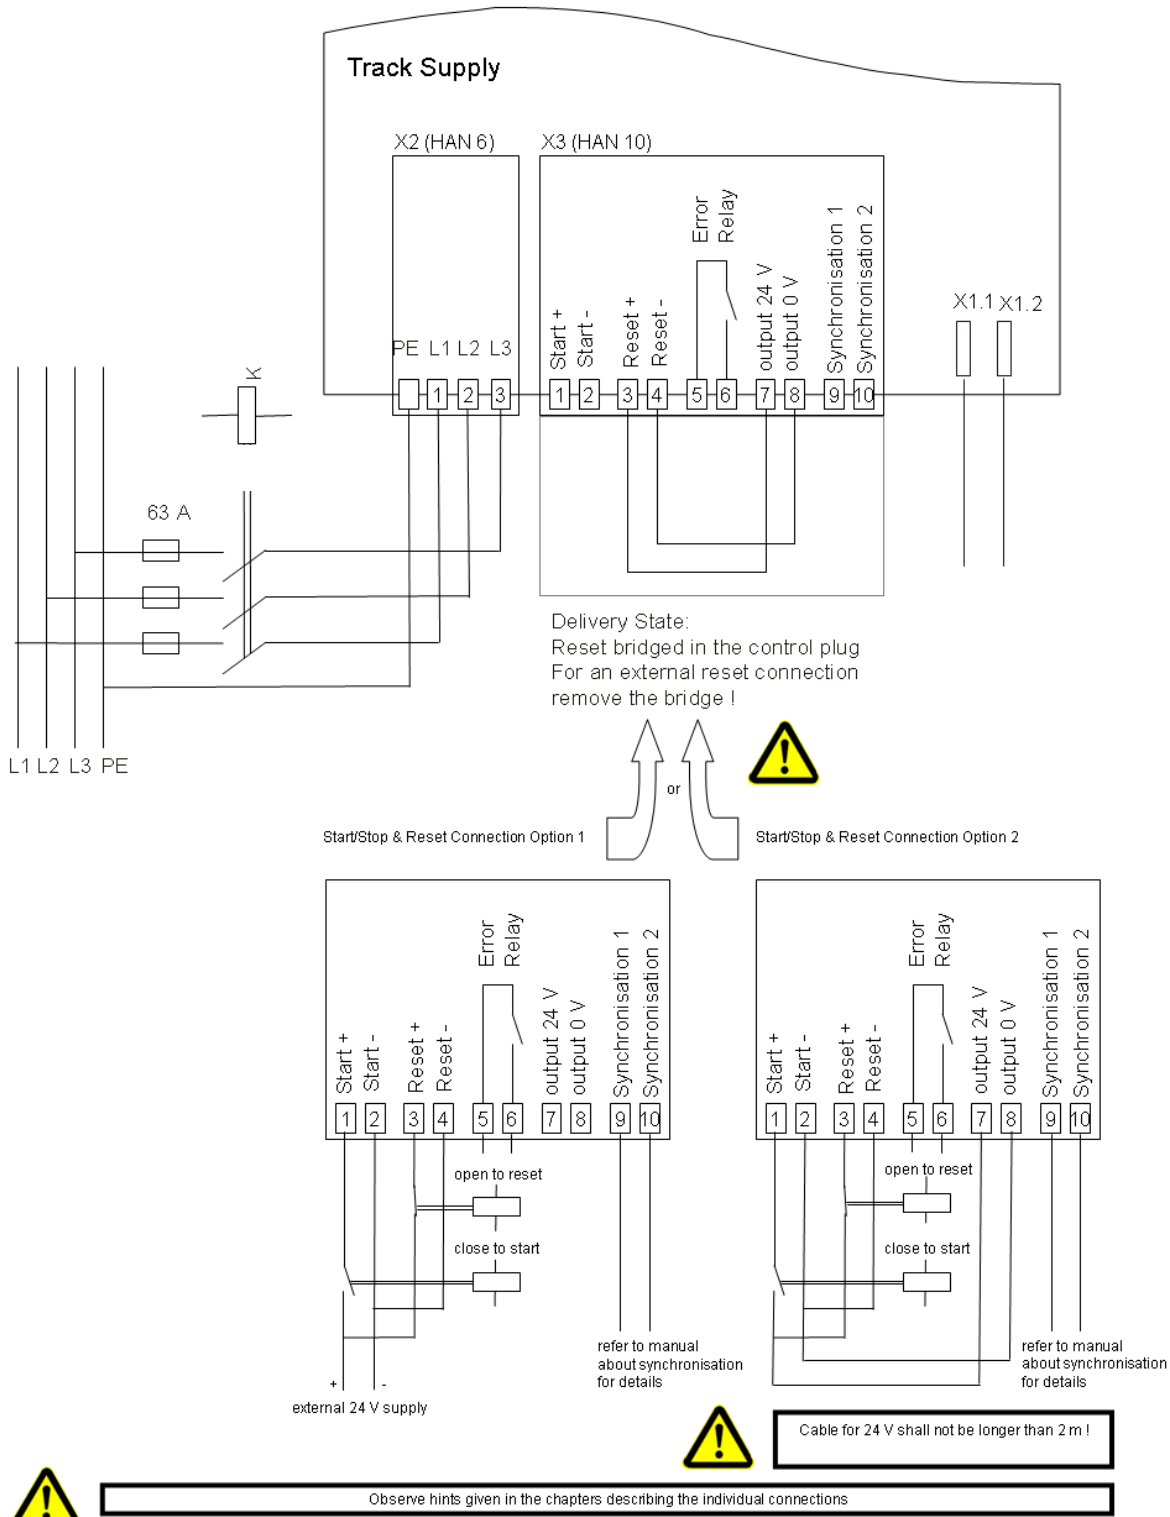 Track Supply
X2 (HAN 6)
X3 (HAN 10)
Error
Relay
Start +
Start -
Reset +
Reset -
output 24 V
output 0 V
Synchronisation 1
Synchronisation 2
X1.1 X1.2
PE L1 L2 L3
1 2 3
1 2 3 4 5 6 7 8 9 10
K
63 A
L1 L2 L3 PE
Delivery State:
Reset bridged in the control plug
For an external reset connection
remove the bridge !
or
Start/Stop & Reset Connection Option 1
Start/Stop & Reset Connection Option 2
Start +
Start -
Reset +
Reset -
Error
Relay
output 24 V
output 0 V
Synchronisation 1
Synchronisation 2
1 2 3 4 5 6 7 8 9 10
open to reset
close to start
refer to manual
about synchronisation
for details
+ -
external 24 V supply
Start +
Start -
Reset +
Reset -
Error
Relay
output 24 V
output 0 V
Synchronisation 1
Synchronisation 2
1 2 3 4 5 6 7 8 9 10
open to reset
close to start
refer to manual
about synchronisation
for details
!
Cable for 24 V shall not be longer than 2 m !
Observe hints given in the chapters describing the individual connections